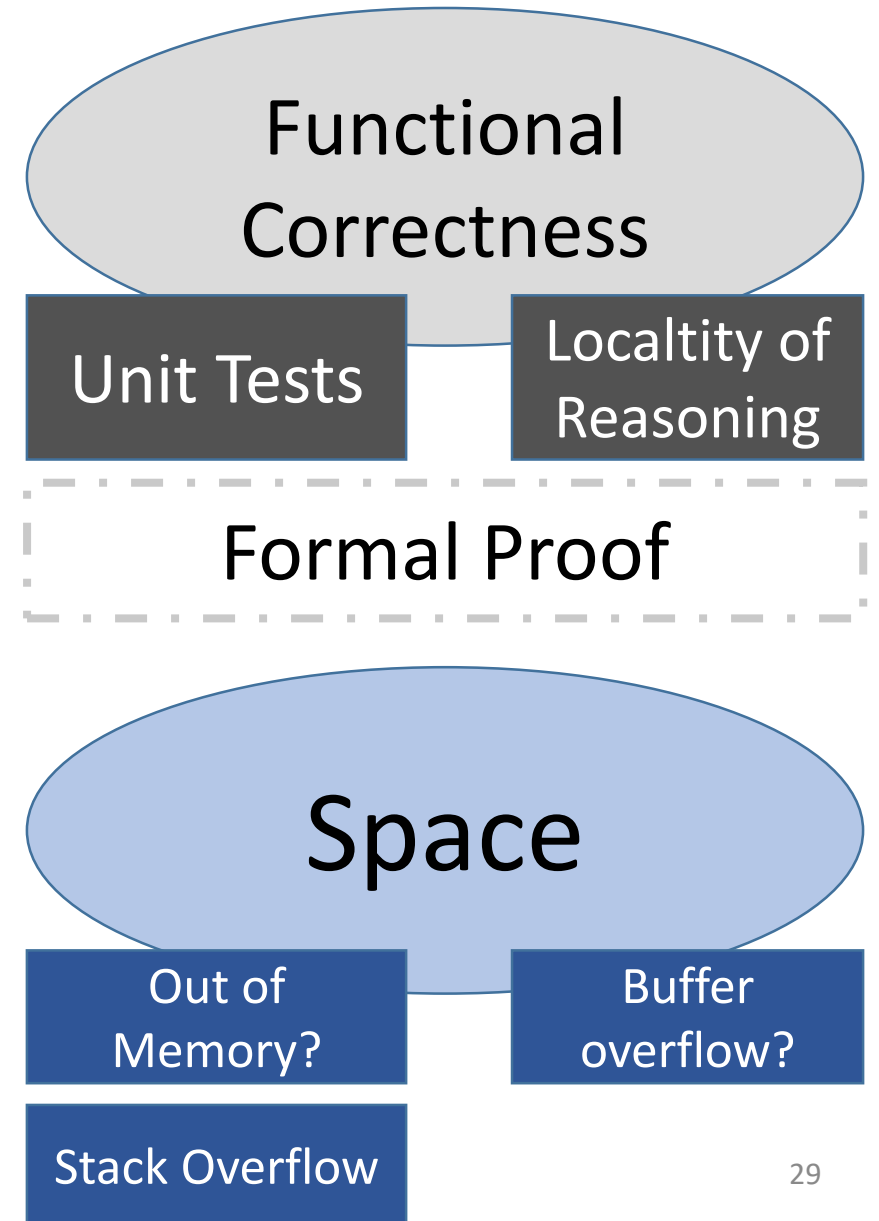 Functional
Correctness
Unit Tests
Localtity of
Reasoning
Formal Proof
Space
Out of
Memory?
Buffer
overflow?
Stack Overflow
29